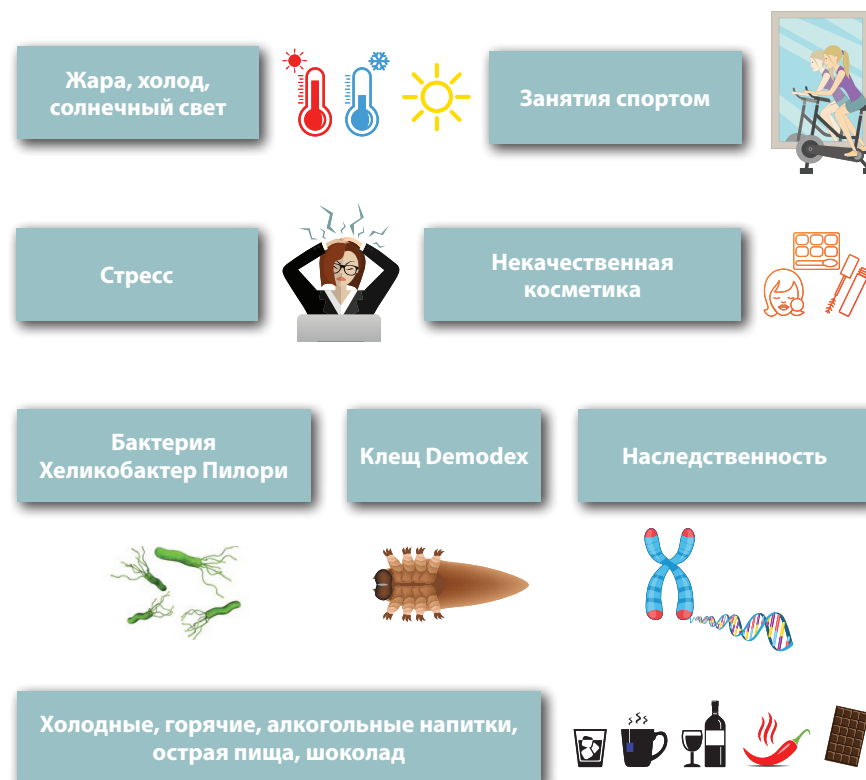 Жара, холод,
солнечный свет
Занятия спортом
Стресс
Некачественная
косметика
Бактерия
Хеликобактер Пилори
Клещ Demodex
Наследственность
Холодные, горячие, алкогольные напитки,
острая пища, шоколад